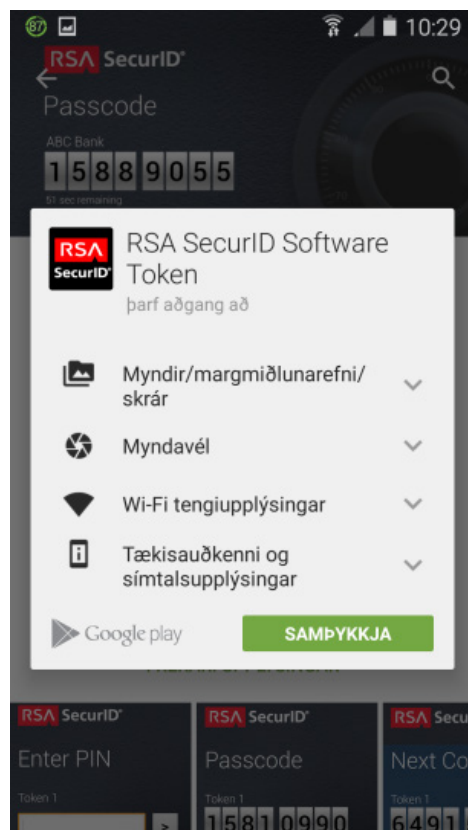 87
10:29
RSA SecurID®
Passcode
ABC Bank
15889055
51 sec remaining
RSA
SecurID®
RSA SecurID Software
Token
þarf aðgang að
Myndir/margmiðlunarefni/
skrár
Myndavél
Wi-Fi tengiupplýsingar
Tækisauðkenni og
símtalsupplýsingar
Google play
SAMÞYKKJA
RSA SecurID®
RSA SecurID®
RSA Secu
Enter PIN
Passcode
Next Co
Token 1
Token 1
Token 1
1581 0990
6491